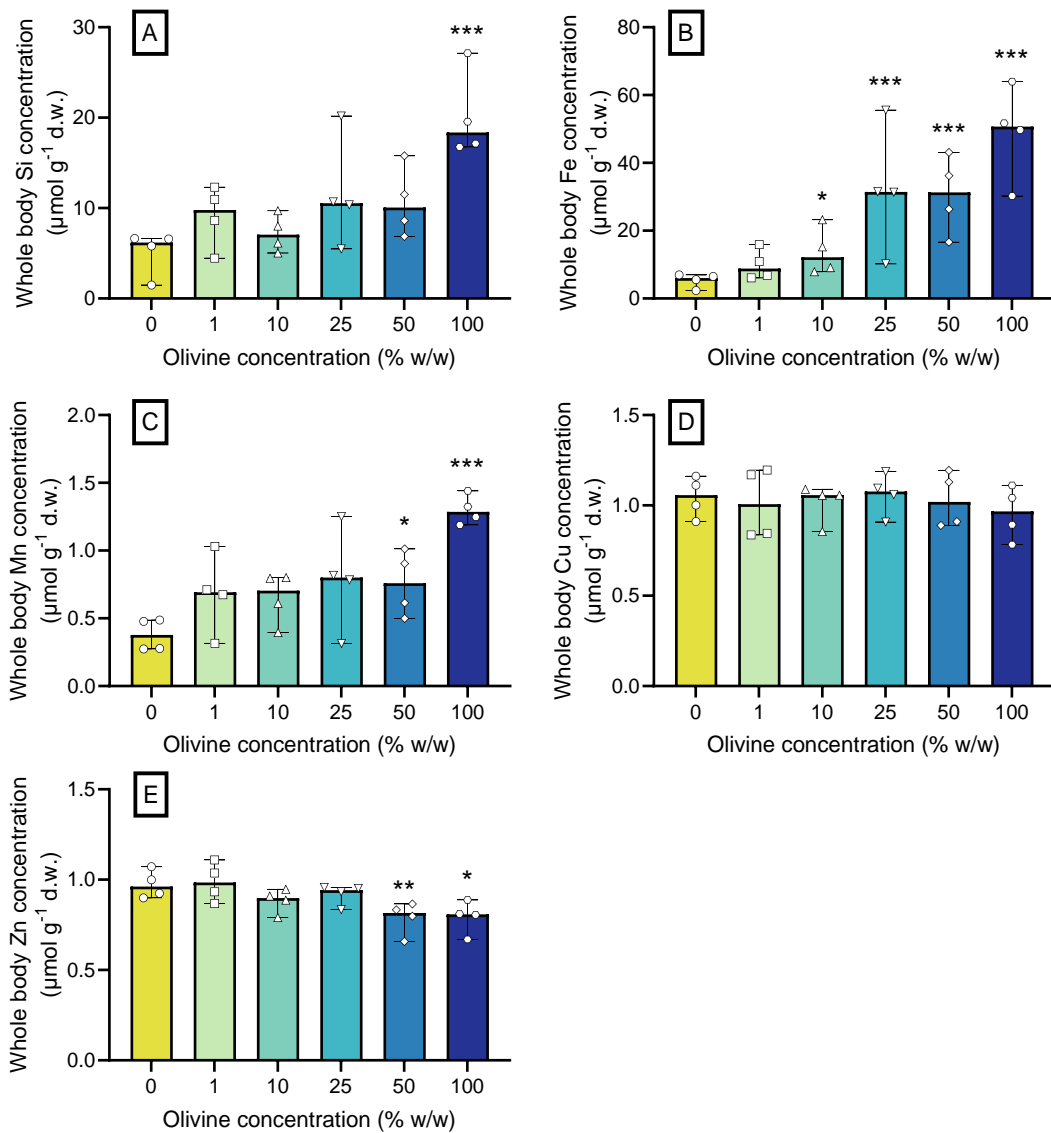 A
Whole body Si concentration
(µmol g⁻¹ d.w.)
30
20
10
0
***
0 1 10 25 50 100
Olivine concentration (% w/w)
B
Whole body Fe concentration
(µmol g⁻¹ d.w.)
80
60
40
20
0
*
***
***
***
0 1 10 25 50 100
Olivine concentration (% w/w)
C
Whole body Mn concentration
(µmol g⁻¹ d.w.)
2.0
1.5
1.0
0.5
0.0
*
***
0 1 10 25 50 100
Olivine concentration (% w/w)
D
Whole body Cu concentration
(µmol g⁻¹ d.w.)
1.5
1.0
0.5
0.0
0 1 10 25 50 100
Olivine concentration (% w/w)
E
Whole body Zn concentration
(µmol g⁻¹ d.w.)
1.5
1.0
0.5
0.0
**
*
0 1 10 25 50 100
Olivine concentration (% w/w)